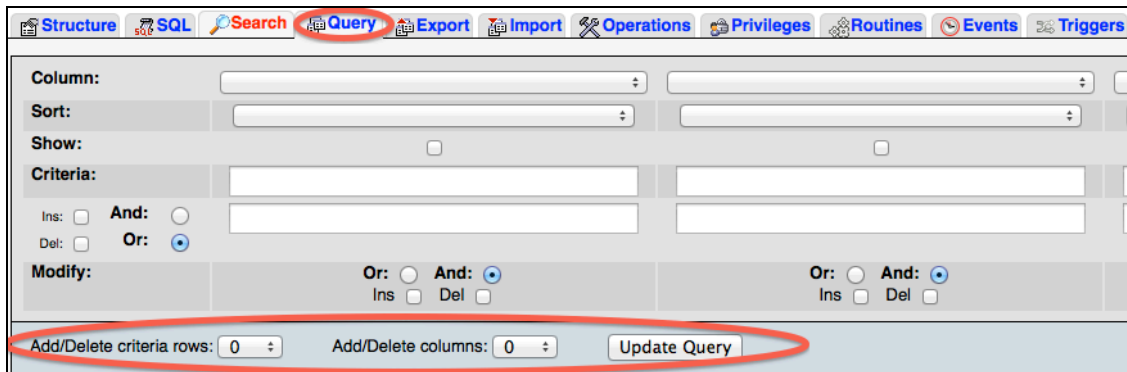 Structure SQL Search Query Export Import Operations Privileges Routines Events Triggers
Column:
Sort:
Show:
Criteria:
Ins: And:
Del: Or:
Modify: Or: And: Or: And:
Ins Del Ins Del
Add/Delete criteria rows: 0 Add/Delete columns: 0 Update Query